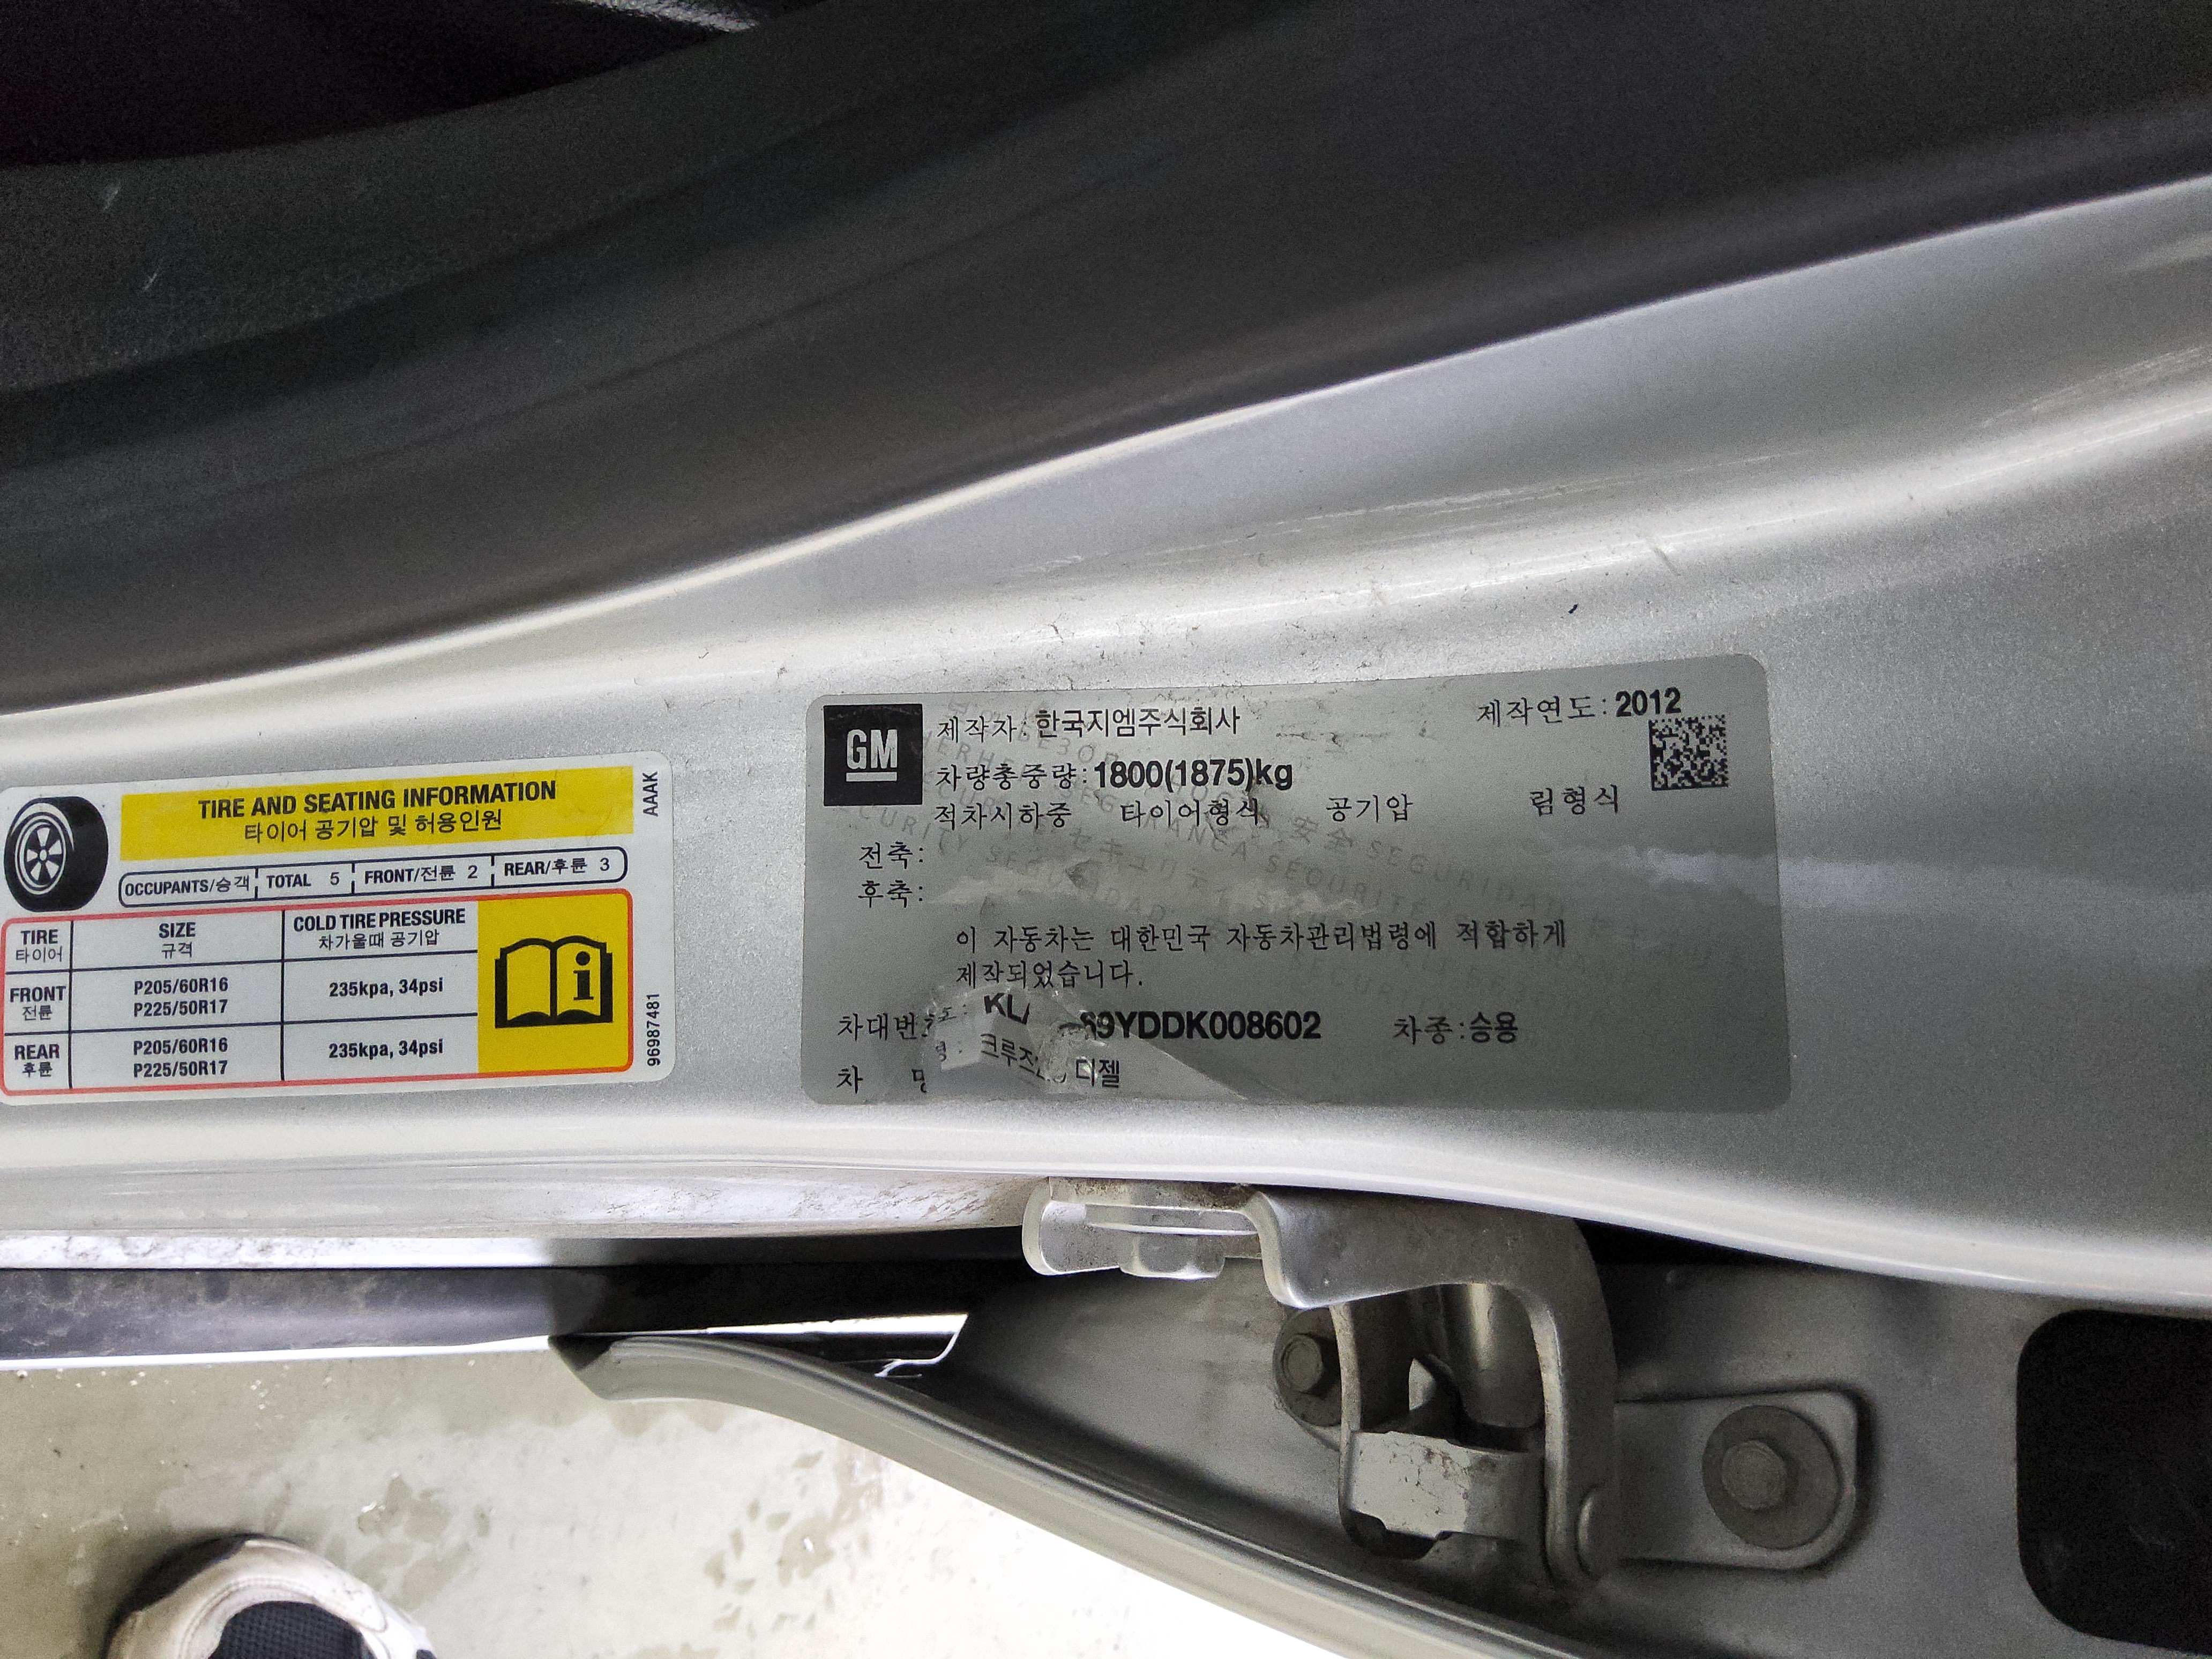 TIRE AND SEATING INFORMATION
타이어 공기압 및 허용인원
AAAK
OCCUPANTS/승객 TOTAL 5 FRONT/전륜 2 REAR/후륜 3
TIRE 타이어 SIZE 규격 COLD TIRE PRESSURE 차가울때 공기압
FRONT 전륜 P205/60R16 P225/50R17 235kpa, 34psi
REAR 후륜 P205/60R16 P225/50R17 235kpa, 34psi
96987481
GM
제작자: 한국지엠주식회사 제작연도: 2012
차량총중량: 1800(1875)kg
적차시하중 타이어형식 공기압 림형식
전축:
후축:
이 자동차는 대한민국 자동차관리법령에 적합하게
제작되었습니다.
9YDDK008602 차종: 승용
차 디젤